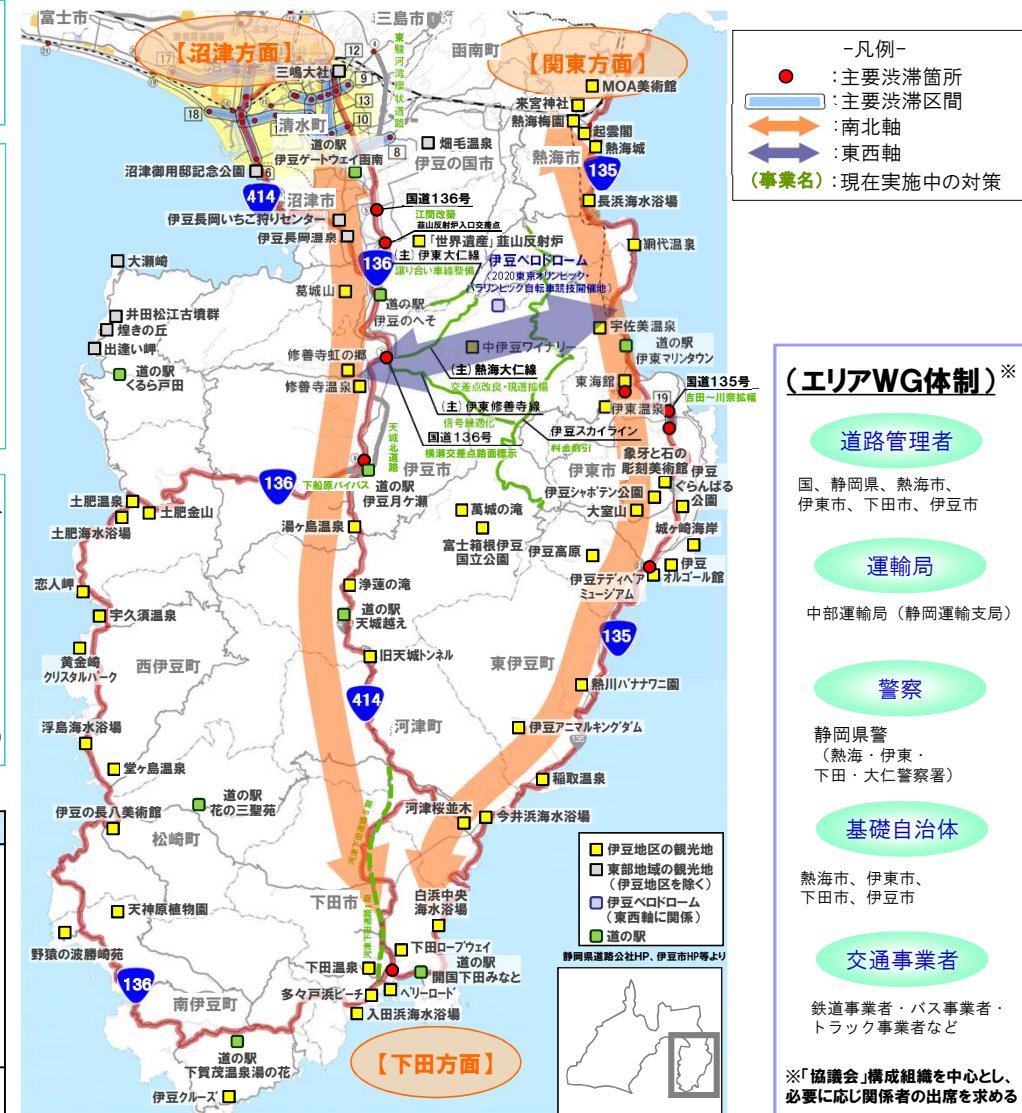 富士市
三島市
函南町
【沼津方面】
【関東方面】
東駿河湾環状道路
三嶋大社
MOA美術館
来宮神社
熱海梅園
起雲閣
熱海城
熱海市
135
長浜海水浴場
網代温泉
12
9
13
10
8
18
6
清水町
道の駅
伊豆ゲートウェイ函南
畑毛温泉
伊豆の国市
沼津御用邸記念公園
414
沼津市
伊豆長岡いちご狩りセンター
伊豆長岡温泉
国道136号
江間改築
韮山反射炉入口交差点
「世界遺産」韮山反射炉
136
(主)伊東大仁線
譲り合い車線整備
伊豆ベロドローム
(2020東京オリンピック・
パラリンピック自転車競技開催地)
大瀬崎
葛城山
道の駅
伊豆のへそ
井田松江古墳群
煌きの丘
出逢い岬
道の駅
くるら戸田
宇佐美温泉
道の駅
伊東マリンタウン
中伊豆ワイナリー
修善寺虹の郷
修善寺温泉
(主)熱海大仁線
交差点改良・現道拡幅
(主)伊東修善寺線
信号最適化
国道136号
横瀬交差点路面標示
伊豆スカイライン
料金割引
東海館
伊東温泉
19
国道135号
吉田～川奈拡幅
天城北道路
伊豆市
伊東市
象牙と石の
彫刻美術館
伊豆
ぐらんぱる
公園
伊豆シャボテン公園
大室山
城ヶ崎海岸
136
下船原バイパス
道の駅
伊豆月ケ瀬
土肥温泉
土肥金山
土肥海水浴場
湯ヶ島温泉
萬城の滝
富士箱根伊豆
国立公園
伊豆高原
伊豆テディベア
ミュージアム
伊豆
オルゴール館
恋人岬
浄蓮の滝
宇久須温泉
道の駅
天城越え
135
黄金崎
クリスタルパーク
西伊豆町
旧天城トンネル
東伊豆町
熱川バナナワニ園
414
河津町
浮島海水浴場
伊豆アニマルキングダム
堂ヶ島温泉
稲取温泉
伊豆の長八美術館
道の駅
花の三聖苑
河津桜並木
今井浜海水浴場
松崎町
下田市
白浜中央
海水浴場
天神原植物園
野猿の波勝崎苑
下田ロープウェイ
道の駅
開国下田みなと
下田温泉
ペリーロード
多々戸浜ビーチ
入田浜海水浴場
136
南伊豆町
【下田方面】
道の駅
下賀茂温泉湯の花
伊豆クルーズ
伊豆地区の観光地
東部地域の観光地
(伊豆地区を除く)
伊豆ベロドローム
(東西軸に関係)
道の駅
静岡県道路公社HP、伊豆市HP等より
－凡例－
：主要渋滞箇所
：主要渋滞区間
：南北軸
：東西軸
(事業名)：現在実施中の対策
(エリアWG体制)※
道路管理者
国、静岡県、熱海市、
伊東市、下田市、伊豆市
運輸局
中部運輸局（静岡運輸支局）
警察
静岡県警
（熱海・伊東・
下田・大仁警察署）
基礎自治体
熱海市、伊東市、
下田市、伊豆市
交通事業者
鉄道事業者・バス事業者・
トラック事業者など
※「協議会」構成組織を中心とし、
必要に応じ関係者の出席を求める